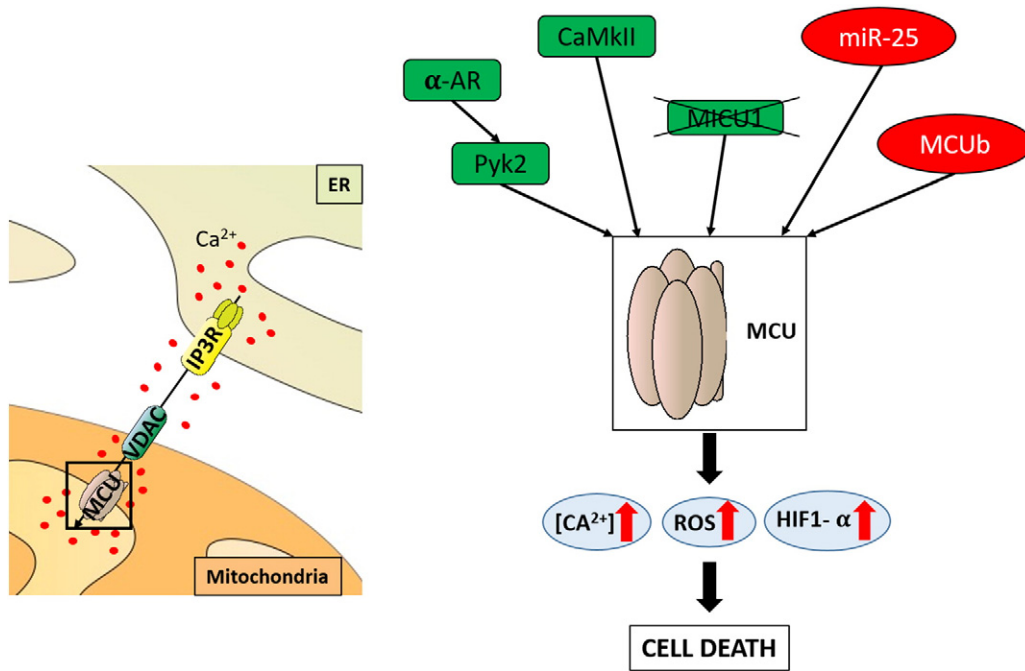 ER
Ca²⁺
IP3R
VDAC
MCU
Mitochondria
CaMkII
miR-25
α-AR
MICU1
MCUb
Pyk2
MCU
[CA²⁺]
ROS
HIF1- α
CELL DEATH